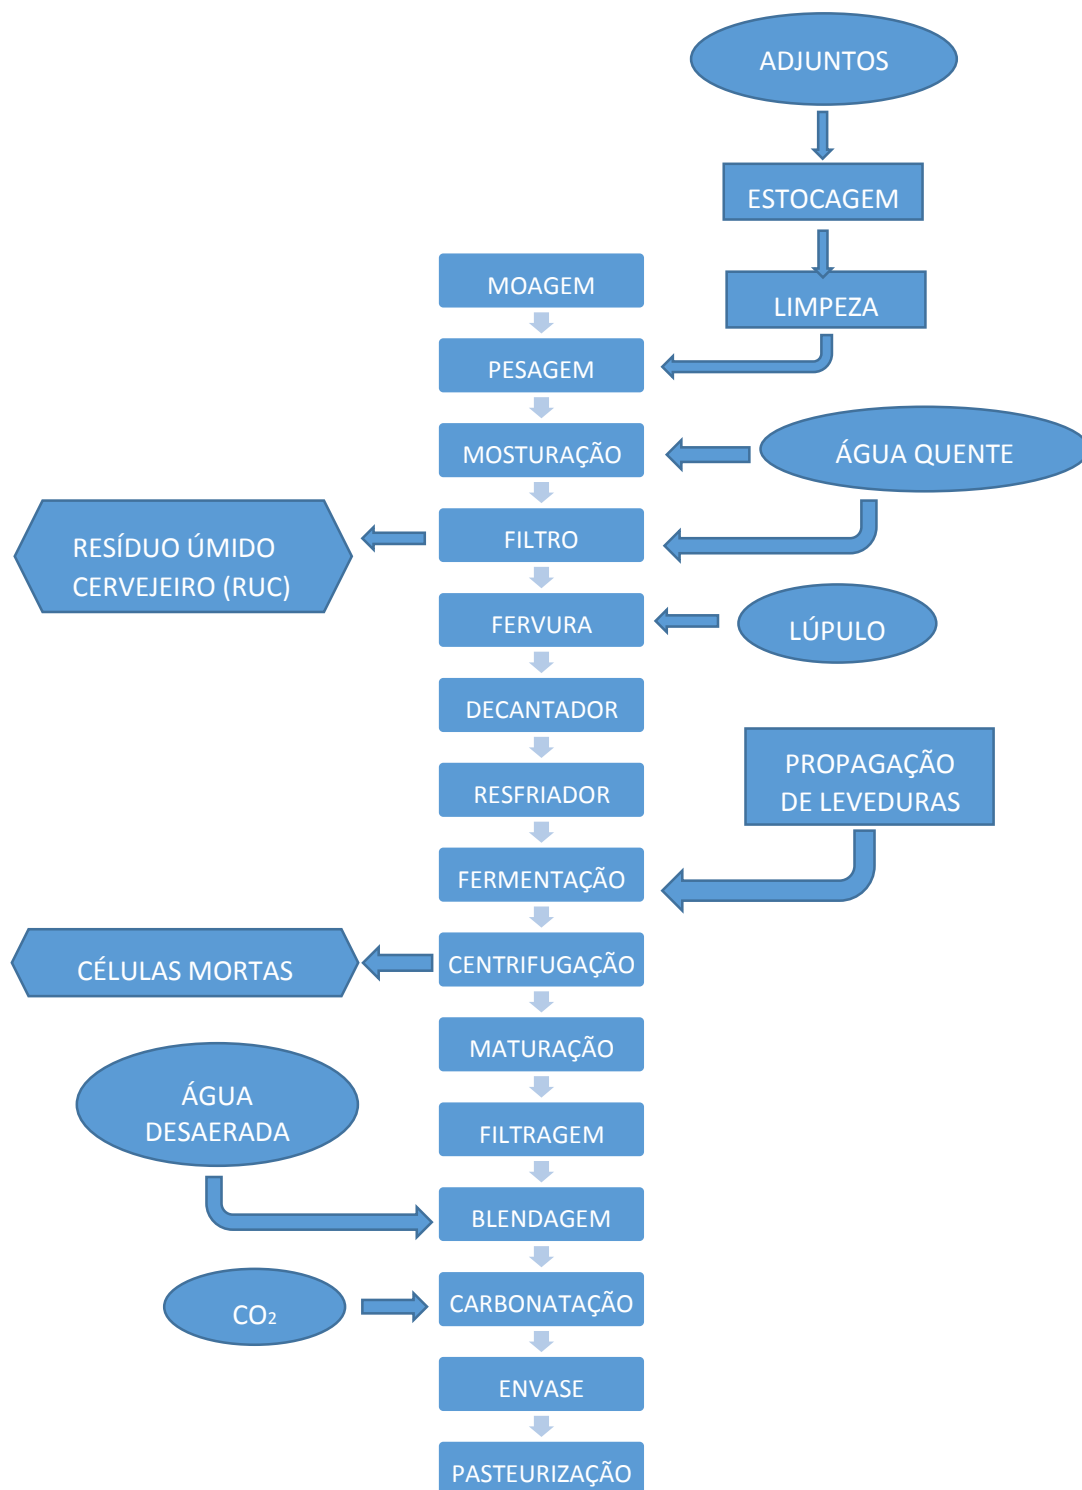 ADJUNTOS
ESTOCAGEM
LIMPEZA
MOAGEM
PESAGEM
MOSTURAÇÃO
ÁGUA QUENTE
FILTRO
RESÍDUO ÚMIDO
CERVEJEIRO (RUC)
FERVURA
LÚPULO
DECANTADOR
RESFRIADOR
PROPAGAÇÃO
DE LEVEDURAS
FERMENTAÇÃO
CENTRIFUGAÇÃO
CÉLULAS MORTAS
MATURAÇÃO
ÁGUA
DESAERADA
FILTRAGEM
BLENDAGEM
CARBONATAÇÃO
CO₂
ENVASE
PASTEURIZAÇÃO